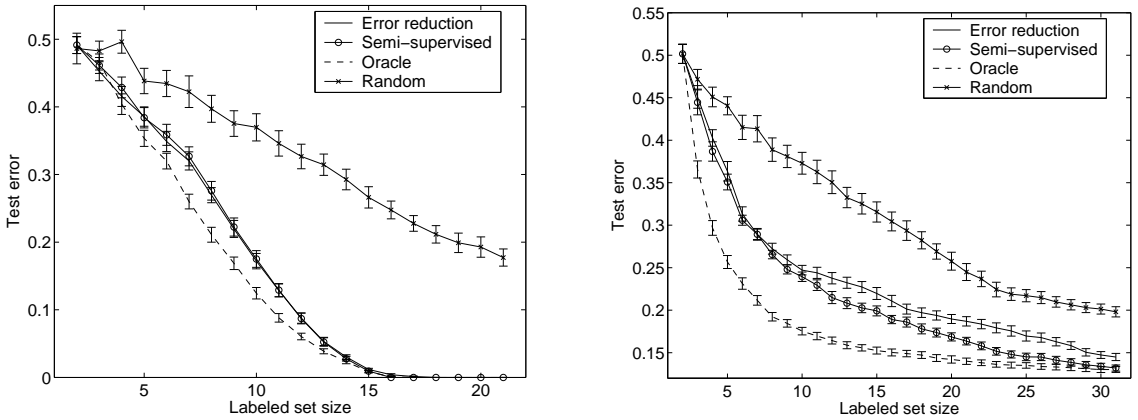 0.5
0.4
0.3
0.2
0.1
0
Test error
5
10
15
20
Labeled set size
Error reduction
Semi-supervised
Oracle
Random
0.55
0.5
0.45
0.4
0.35
0.3
0.25
0.2
0.15
Test error
5
10
15
20
25
30
Labeled set size
Error reduction
Semi-supervised
Oracle
Random